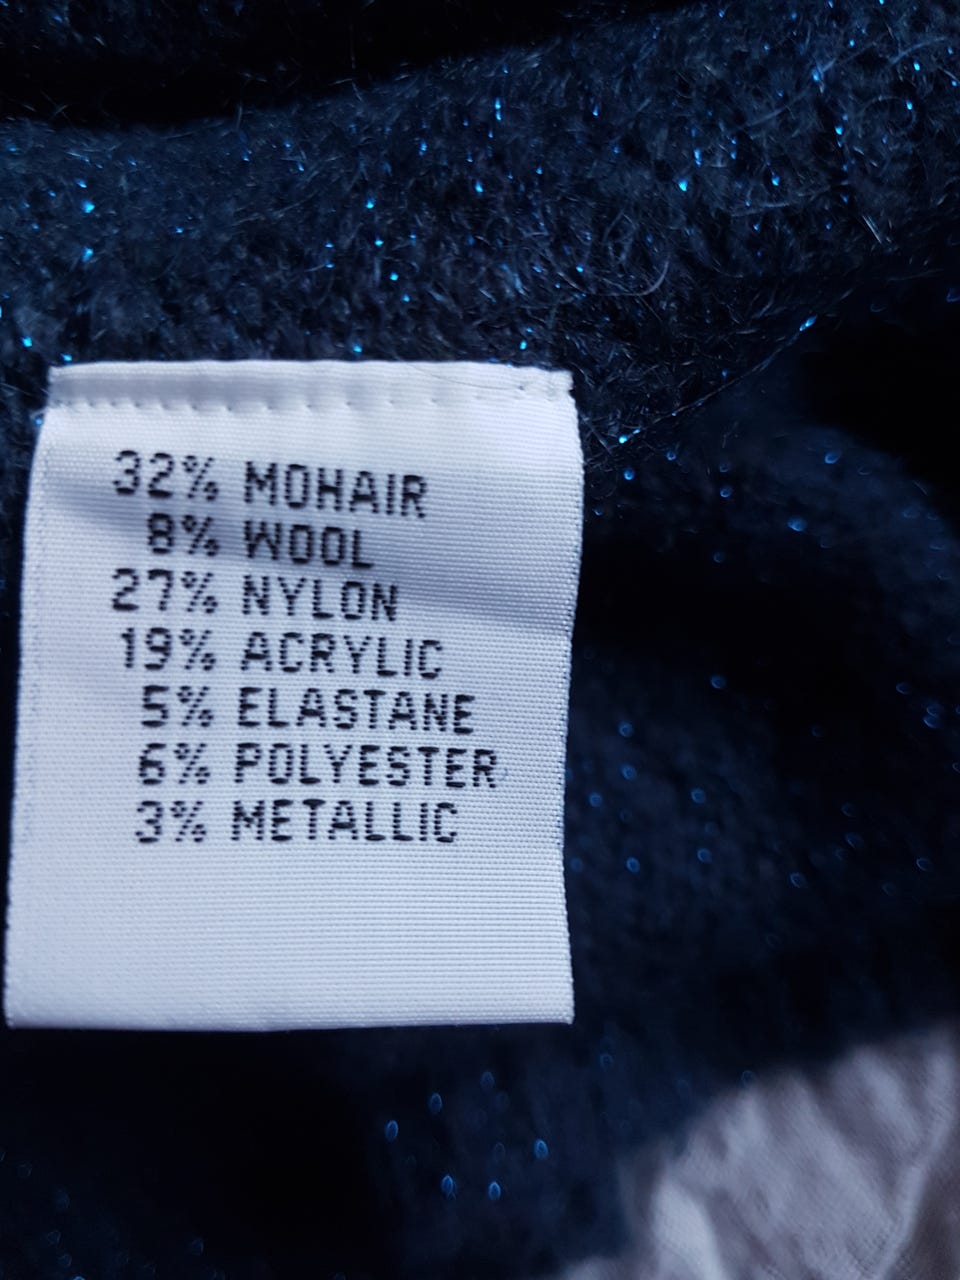 32% MOHAIR
8% WOOL
27% NYLON
19% ACRYLIC
5% ELASTANE
6% POLYESTER
3% METALLIC